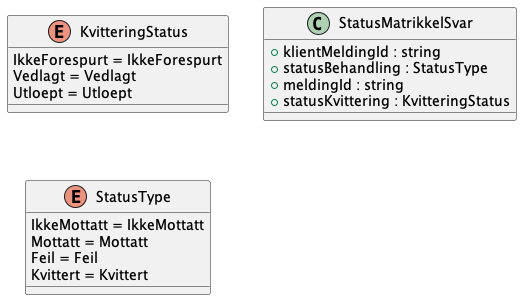 E KvitteringStatus
IkkeForespurt = IkkeForespurt
Vedlagt = Vedlagt
Utloept = Utloept
C StatusMatrikkelSvar
klientMeldingId : string
statusBehandling : StatusType
meldingId : string
statusKvittering : KvitteringStatus
E StatusType
IkkeMottatt = IkkeMottatt
Mottatt = Mottatt
Feil = Feil
Kvittert = Kvittert